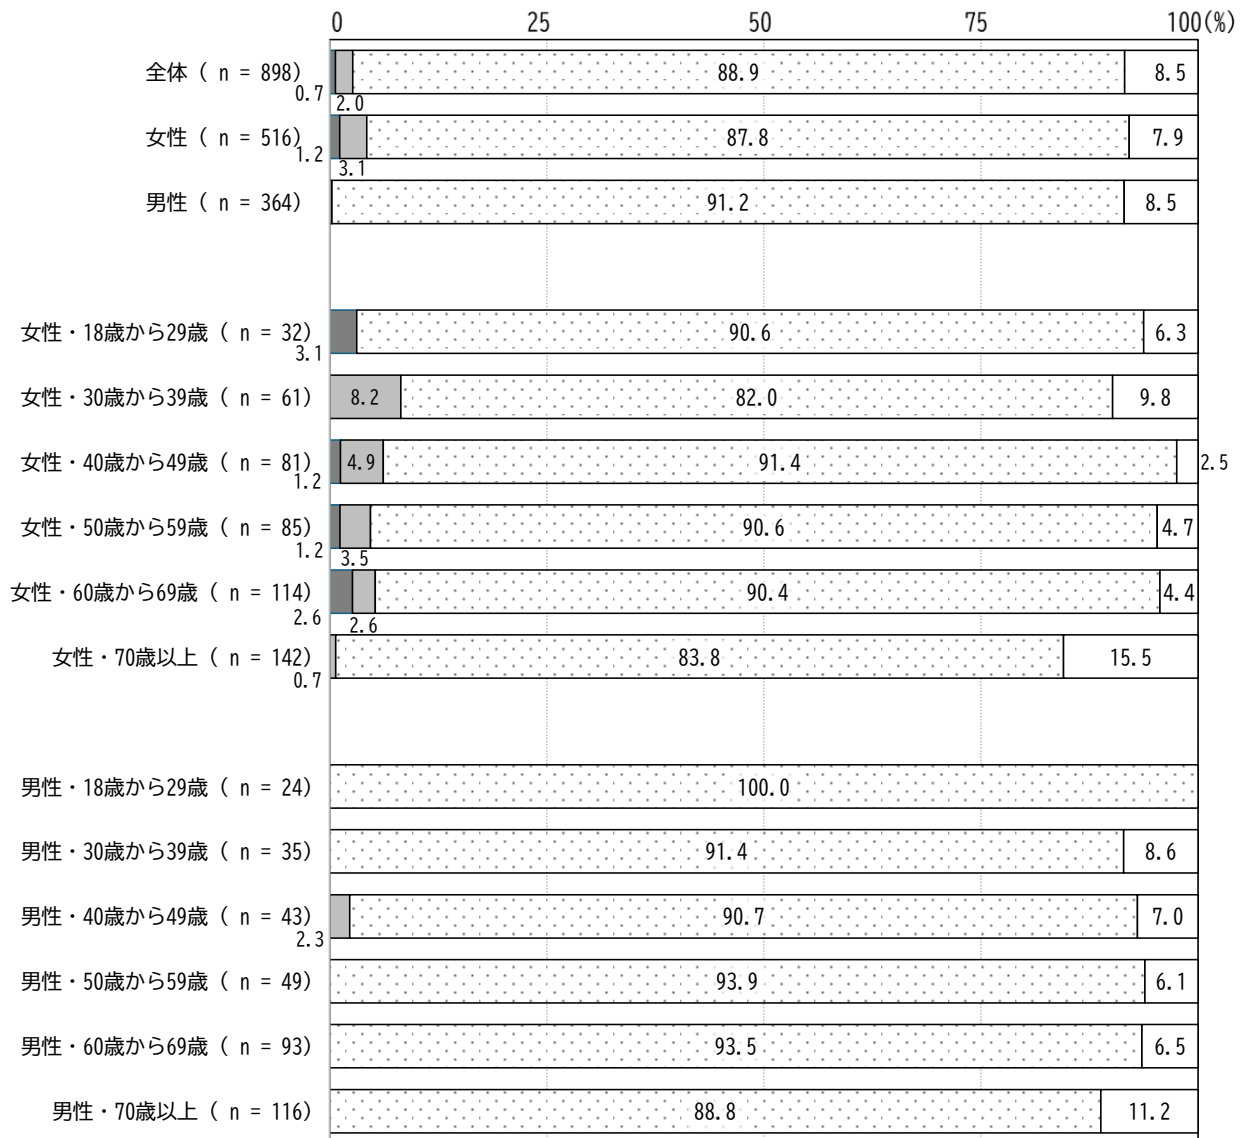 0 25 50 75 100(%)
全体（ n = 898） 88.9 8.5
0.7 2.0
女性（ n = 516） 87.8 7.9
1.2 3.1
男性（ n = 364） 91.2 8.5
女性・18歳から29歳（ n = 32） 90.6 6.3
3.1
女性・30歳から39歳（ n = 61） 8.2 82.0 9.8
女性・40歳から49歳（ n = 81） 4.9 91.4 2.5
1.2
女性・50歳から59歳（ n = 85） 90.6 4.7
1.2 3.5
女性・60歳から69歳（ n = 114） 90.4 4.4
2.6 2.6
女性・70歳以上（ n = 142） 83.8 15.5
0.7
男性・18歳から29歳（ n = 24） 100.0
男性・30歳から39歳（ n = 35） 91.4 8.6
男性・40歳から49歳（ n = 43） 90.7 7.0
2.3
男性・50歳から59歳（ n = 49） 93.9 6.1
男性・60歳から69歳（ n = 93） 93.5 6.5
男性・70歳以上（ n = 116） 88.8 11.2